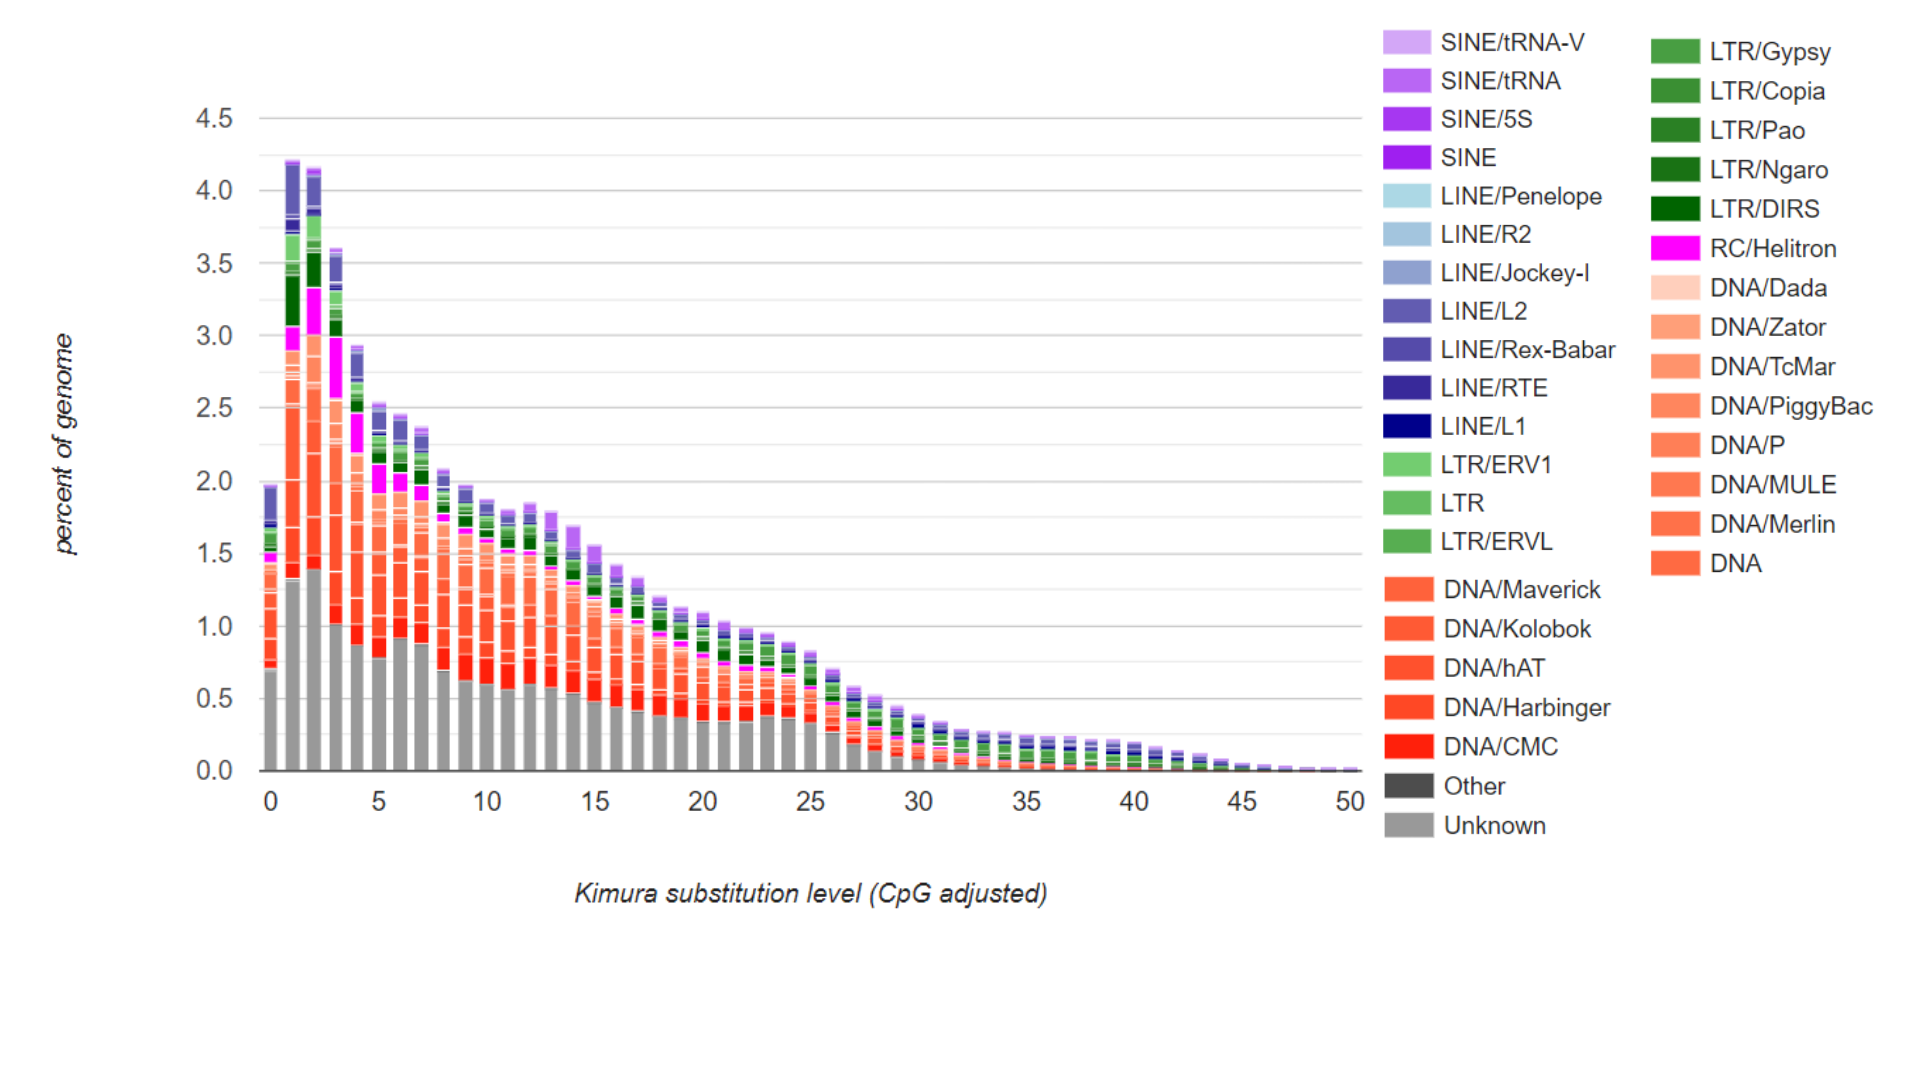 percent of genome
4.5
4.0
3.5
3.0
2.5
2.0
1.5
1.0
0.5
0.0
0 5 10 15 20 25 30 35 40 45 50
Kimura substitution level (CpG adjusted)
SINE/tRNA-V
SINE/tRNA
SINE/5S
SINE
LINE/Penelope
LINE/R2
LINE/Jockey-I
LINE/L2
LINE/Rex-Babar
LINE/RTE
LINE/L1
LTR/ERV1
LTR
LTR/ERVL
DNA/Maverick
DNA/Kolobok
DNA/hAT
DNA/Harbinger
DNA/CMC
Other
Unknown
LTR/Gypsy
LTR/Copia
LTR/Pao
LTR/Ngaro
LTR/DIRS
RC/Helitron
DNA/Dada
DNA/Zator
DNA/TcMar
DNA/PiggyBac
DNA/P
DNA/MULE
DNA/Merlin
DNA